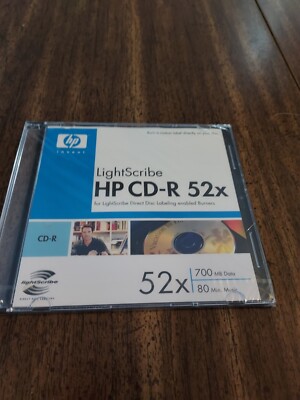 hp
invent
LightScribe
HP CD-R 52x
for LightScribe Direct Disc Labeling enabled Burners
CD-R
LightScribe
52x
700 MB Data
80 Min. Music